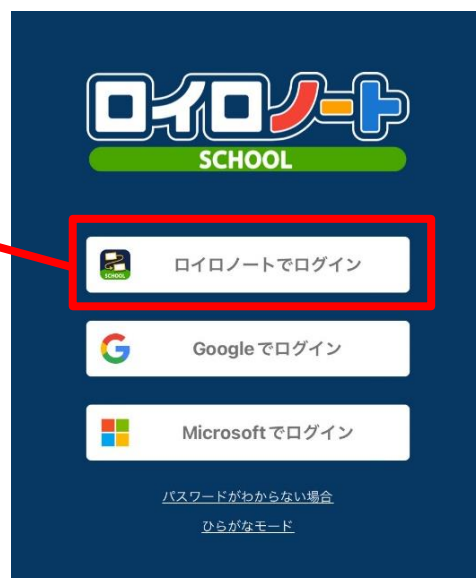 ロイロノート
SCHOOL
SCHOOL
ロイロノートでログイン
Googleでログイン
Microsoftでログイン
パスワードがわからない場合
ひらがなモード